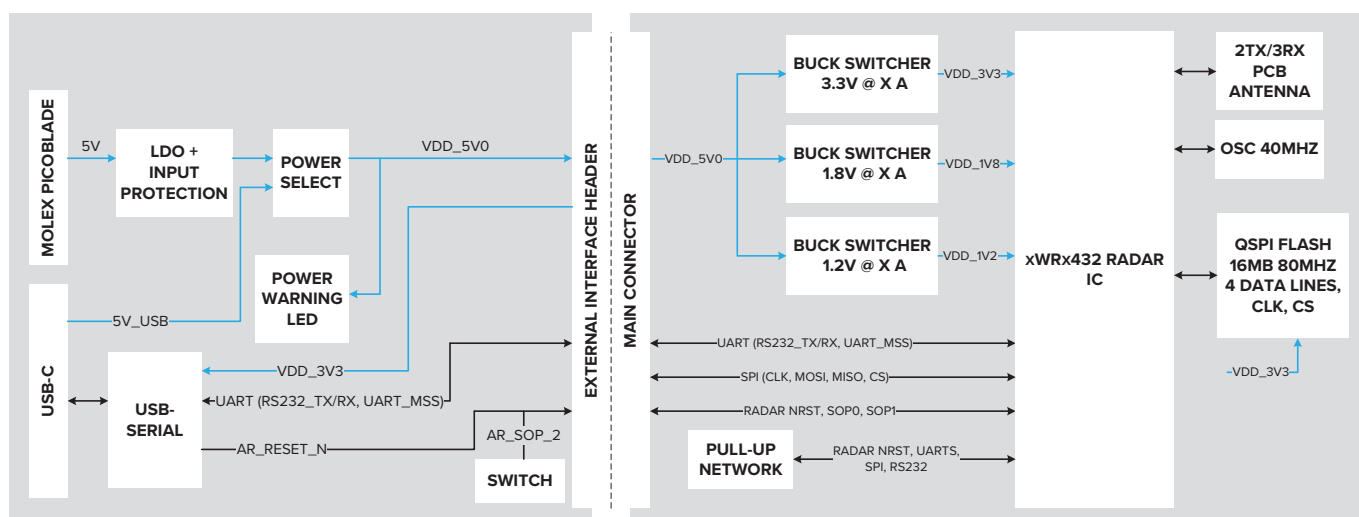 MOLEX PICOBLADE
5V
LDO +
INPUT
PROTECTION
POWER
SELECT
VDD_5V0
POWER
WARNING
LED
5V_USB
USB-C
USB-
SERIAL
VDD_3V3
UART (RS232_TX/RX, UART_MSS)
AR_RESET_N
AR_SOP_2
SWITCH
EXTERNAL INTERFACE HEADER
MAIN CONNECTOR
VDD_5V0
BUCK SWITCHER
3.3V @ X A
VDD_3V3
BUCK SWITCHER
1.8V @ X A
VDD_1V8
BUCK SWITCHER
1.2V @ X A
VDD_1V2
UART (RS232_TX/RX, UART_MSS)
SPI (CLK, MOSI, MISO, CS)
RADAR NRST, SOP0, SOP1
PULL-UP
NETWORK
RADAR NRST, UARTS,
SPI, RS232
xWRx432 RADAR
IC
2TX/3RX
PCB
ANTENNA
OSC 40MHZ
QSPI FLASH
16MB 80MHZ
4 DATA LINES,
CLK, CS
VDD_3V3